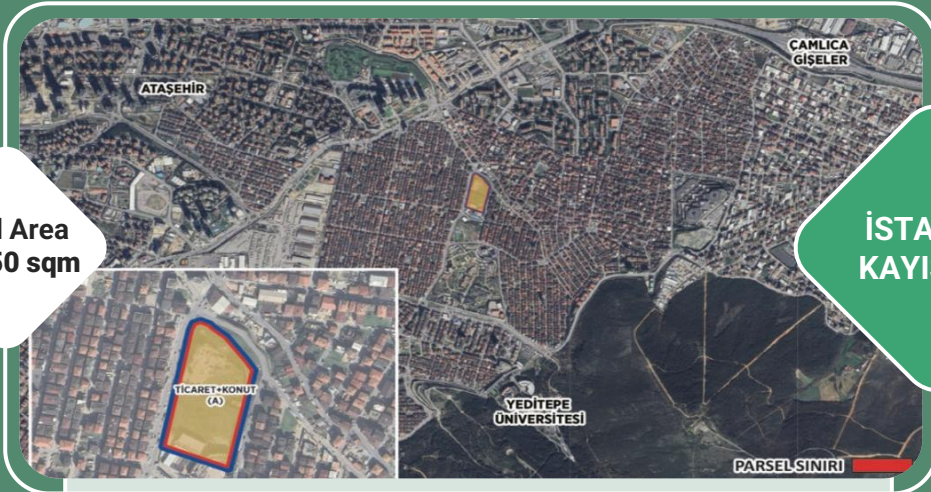 ATAŞEHİR
ÇAMLICA
GİŞELER
Area
50 sqm
İSTA
KAYI
TİCARET+KONUT
(A)
YEDİTEPE
ÜNİVERSİTESİ
PARSEL SINIRI